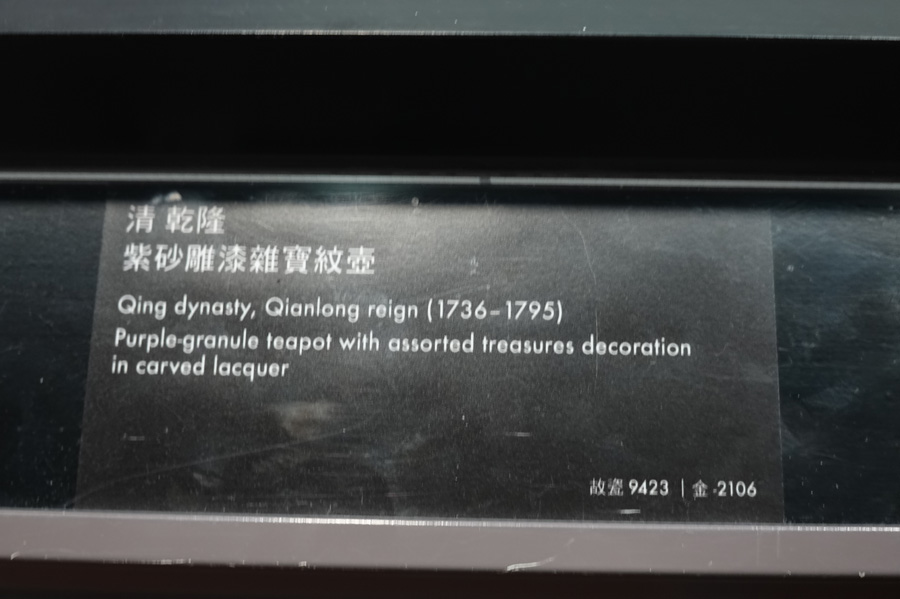 清 乾隆
紫砂雕漆雜寶紋壺
Qing dynasty, Qianlong reign (1736–1795)
Purple-granule teapot with assorted treasures decoration
in carved lacquer
故瓷 9423 | 金 2106